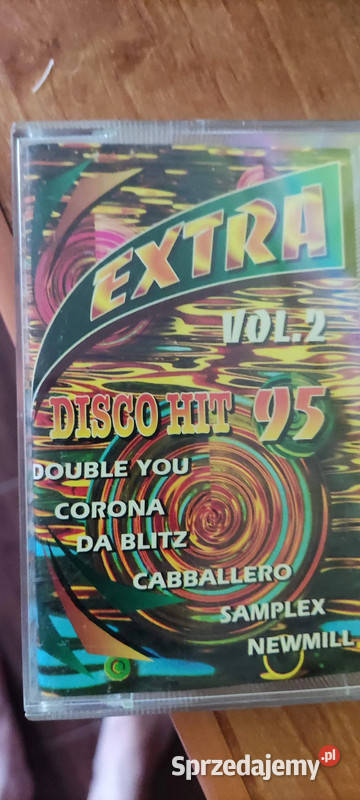 EXTRA
VOL.2
DISCO HIT 95
DOUBLE YOU
CORONA
DA BLITZ
CABBALLERO
SAMPLEX
NEWMILL
Sprzedajemy.pl